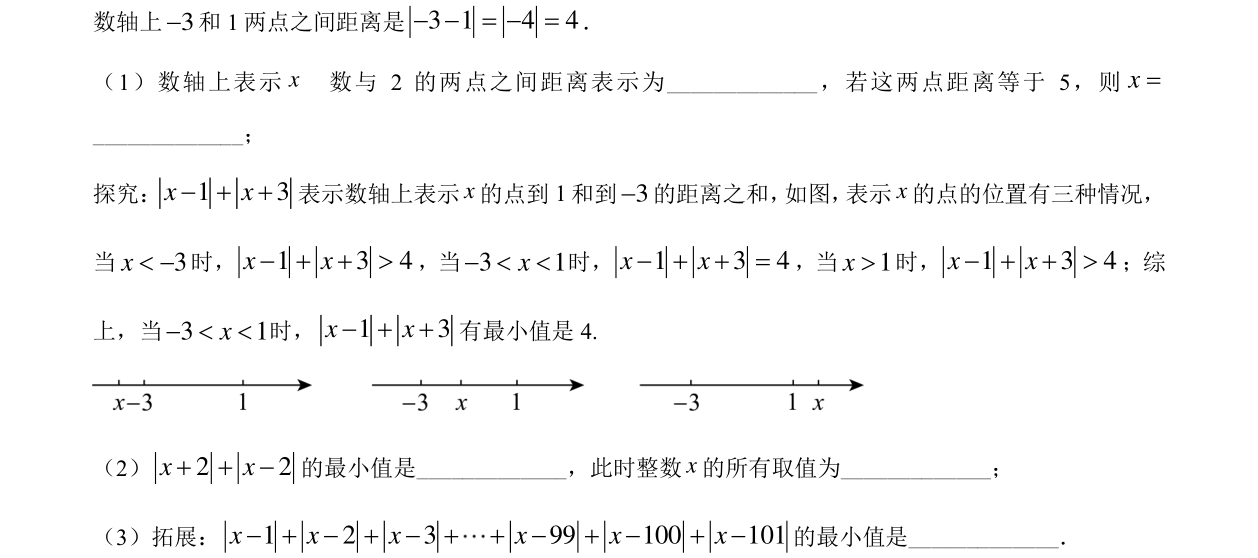 数轴上 –3 和 1 两点之间距离是 |–3–1| = |–4| = 4．
（1）数轴上表示 x 数与 2 的两点之间距离表示为_____________，若这两点距离等于 5，则 x =
_____________；
探究：|x–1|+|x+3| 表示数轴上表示 x 的点到 1 和到 –3 的距离之和，如图，表示 x 的点的位置有三种情况，
当 x < –3 时，|x–1|+|x+3| > 4，当 –3 < x < 1 时，|x–1|+|x+3| = 4，当 x > 1 时，|x–1|+|x+3| > 4；综
上，当 –3 < x < 1 时，|x–1|+|x+3| 有最小值是 4.
x –3 1 –3 x 1 –3 1 x
（2）|x+2|+|x–2| 的最小值是_____________，此时整数 x 的所有取值为_____________；
（3）拓展：|x–1|+|x–2|+|x–3|+⋯+|x–99|+|x–100|+|x–101| 的最小值是_____________．